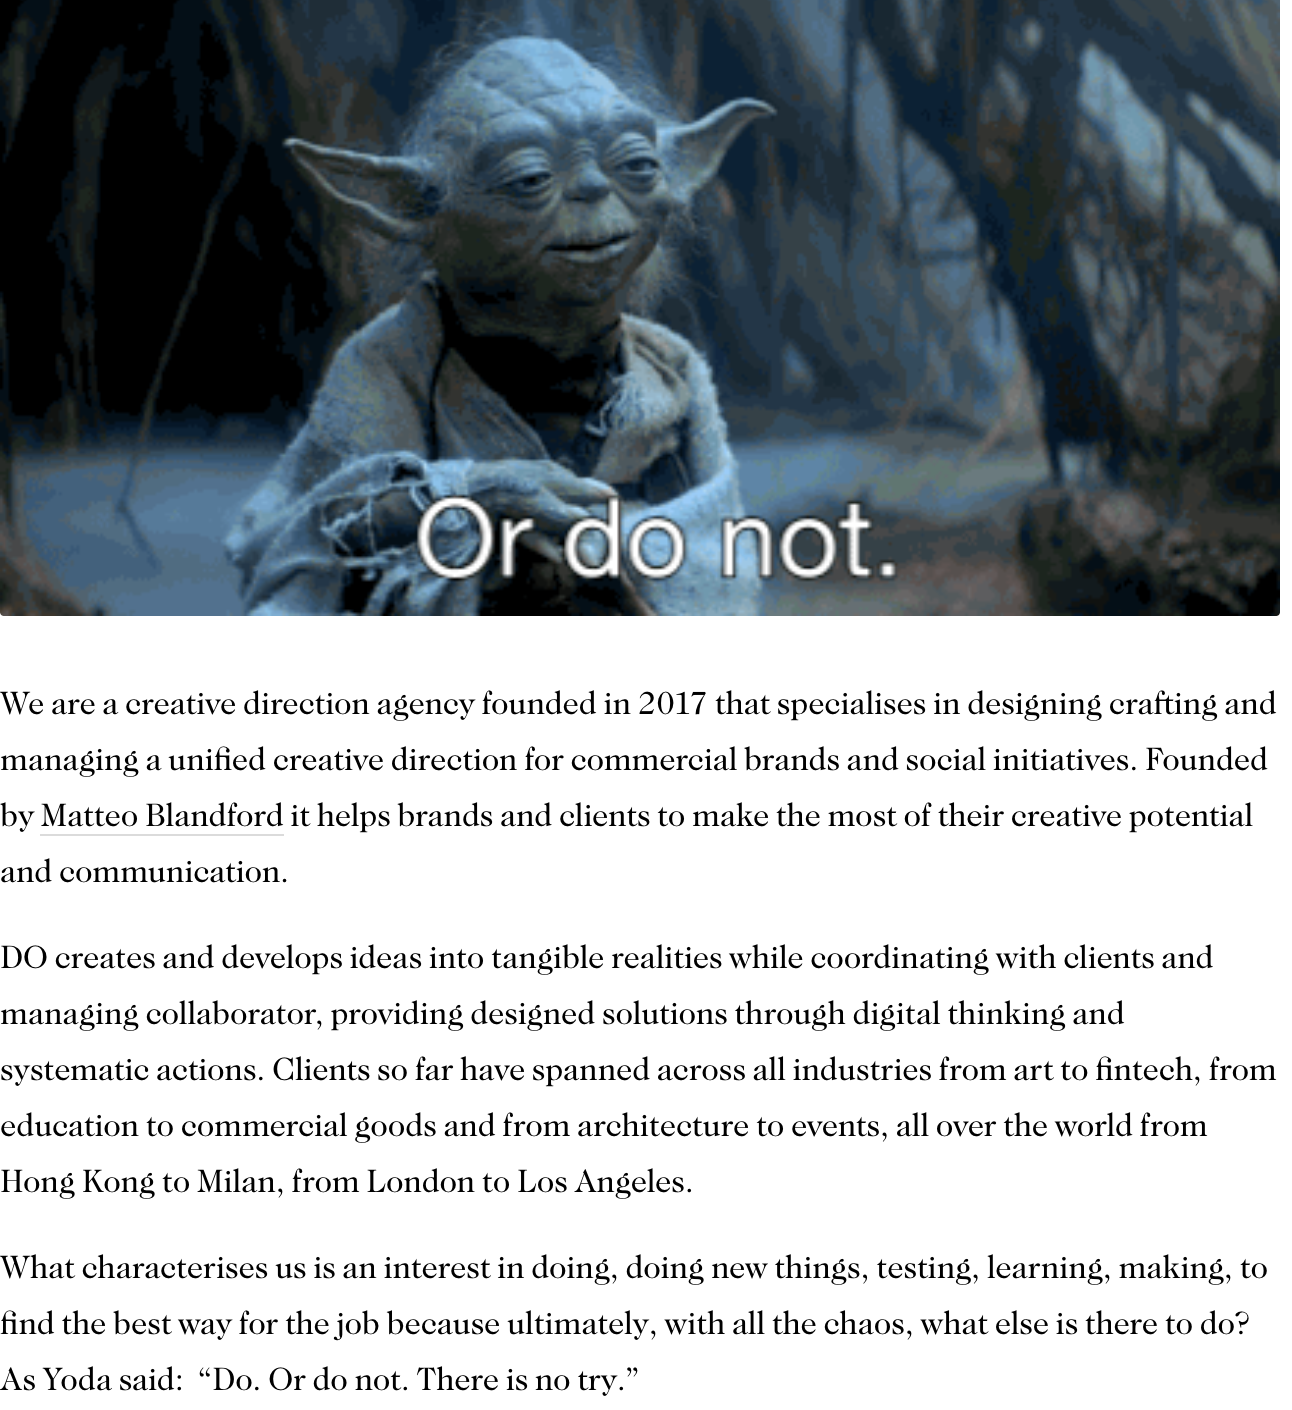 Or do not.
We are a creative direction agency founded in 2017 that specialises in designing crafting and
managing a unified creative direction for commercial brands and social initiatives. Founded
by Matteo Blandford it helps brands and clients to make the most of their creative potential
and communication.
DO creates and develops ideas into tangible realities while coordinating with clients and
managing collaborator, providing designed solutions through digital thinking and
systematic actions. Clients so far have spanned across all industries from art to fintech, from
education to commercial goods and from architecture to events, all over the world from
Hong Kong to Milan, from London to Los Angeles.
What characterises us is an interest in doing, doing new things, testing, learning, making, to
find the best way for the job because ultimately, with all the chaos, what else is there to do?
As Yoda said:  “Do. Or do not. There is no try.”